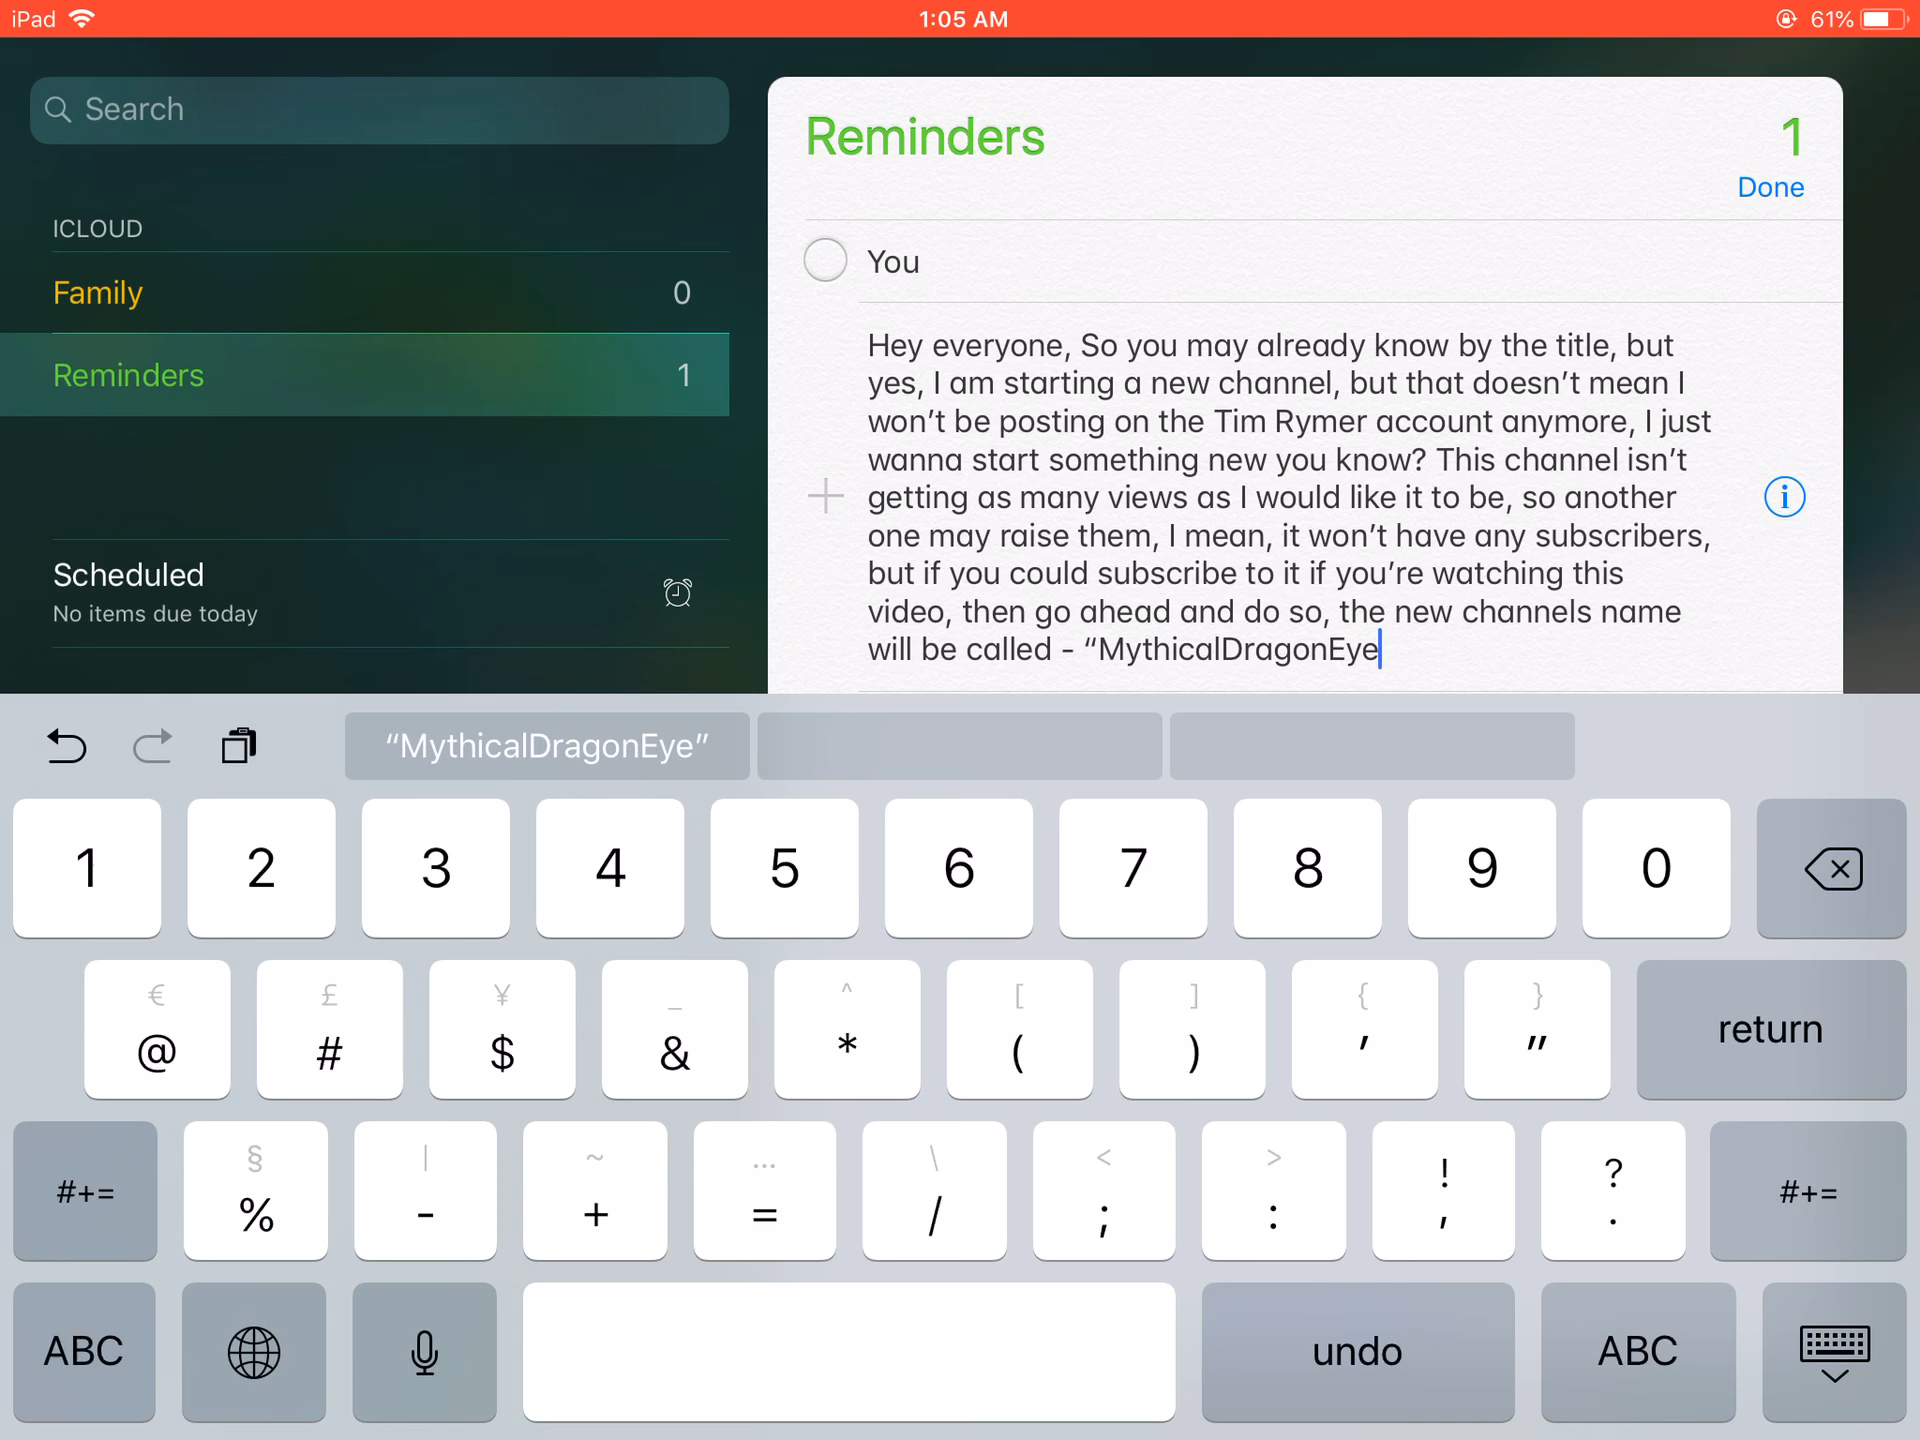 iPad
1:05 AM
61%
Search
ICLOUD
Family 0
Reminders 1
Scheduled
No items due today
Reminders 1
Done
You
Hey everyone, So you may already know by the title, but
yes, I am starting a new channel, but that doesn’t mean I
won’t be posting on the Tim Rymer account anymore, I just
wanna start something new you know? This channel isn’t
getting as many views as I would like it to be, so another
one may raise them, I mean, it won’t have any subscribers,
but if you could subscribe to it if you’re watching this
video, then go ahead and do so, the new channels name
will be called - “MythicalDragonEye
“MythicalDragonEye”
1 2 3 4 5 6 7 8 9 0
€ £ ¥ _ ^ [ ] { }
@ # $ & * ( ) ' " return
§ | ~ … \ < > ! ?
#+= % - + = / ; : , . #+=
ABC undo ABC